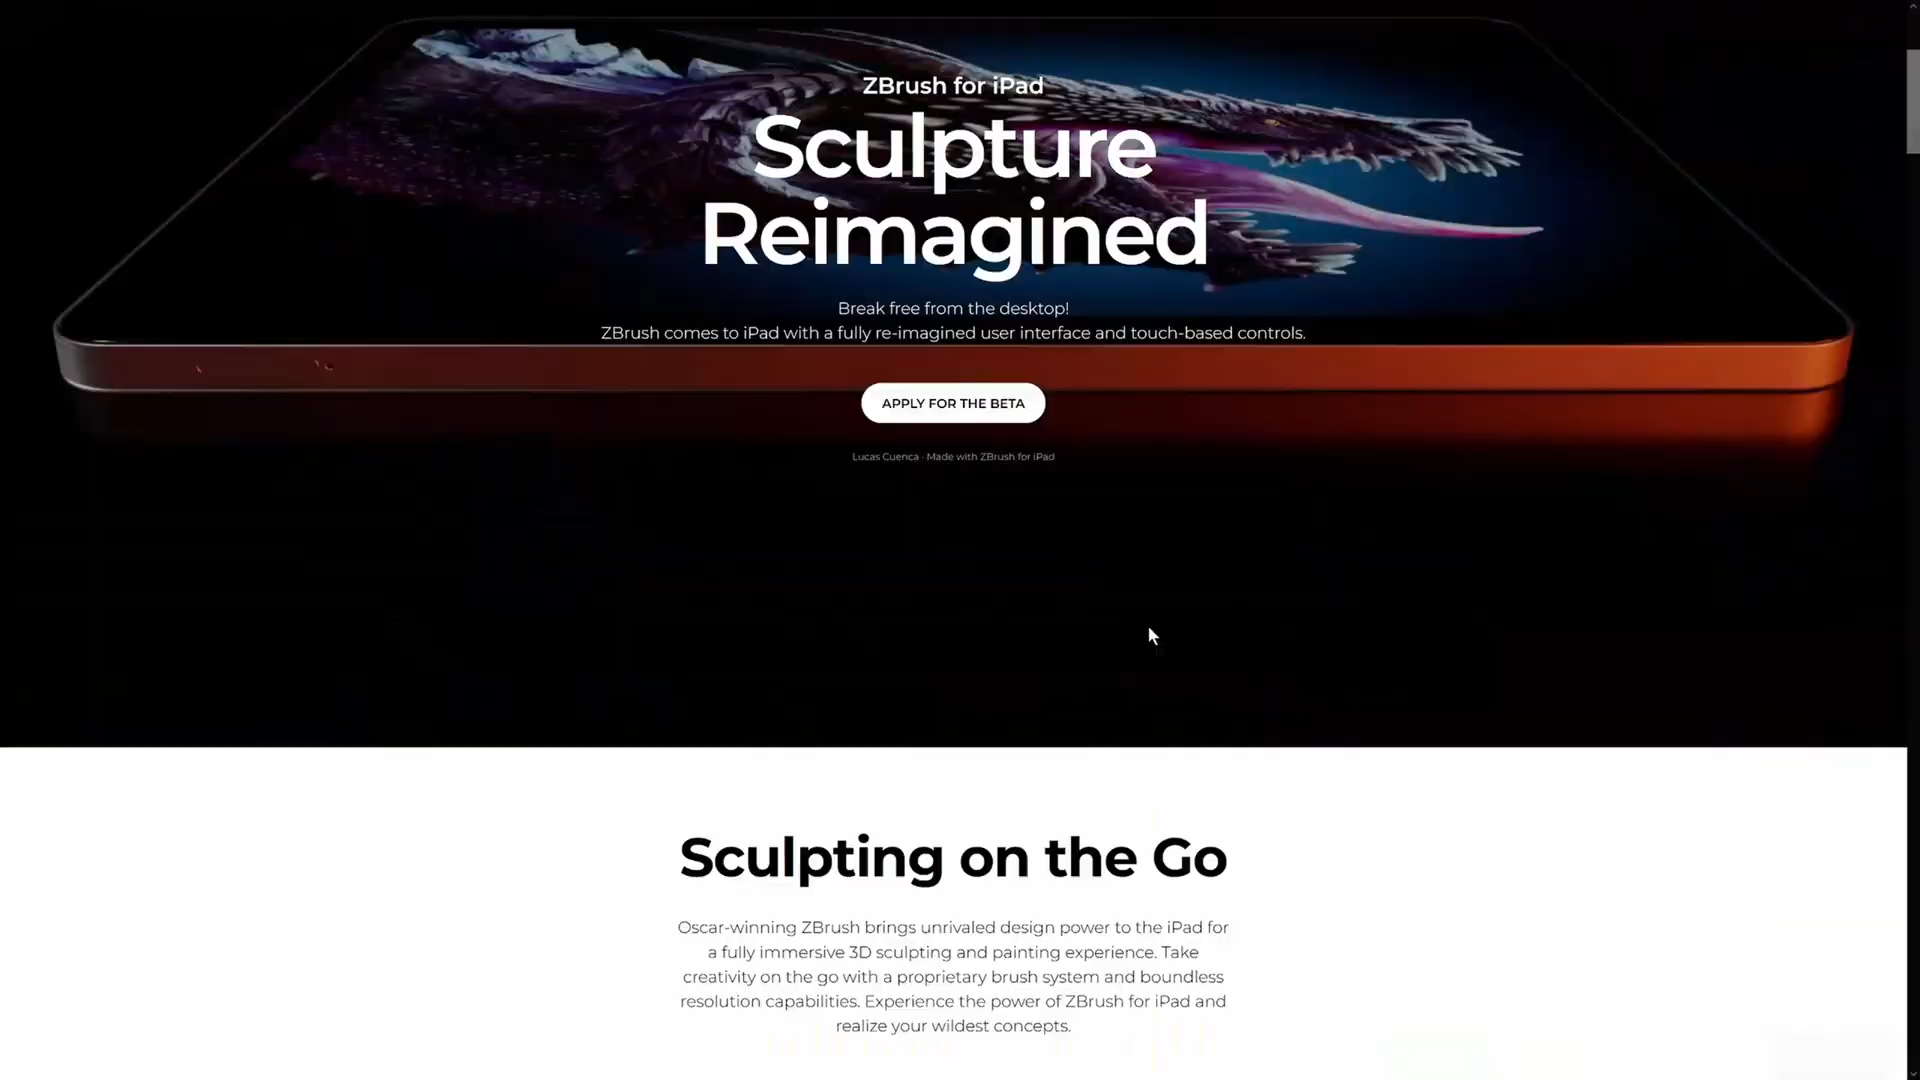 ZBrush for iPad
Sculpture
Reimagined
Break free from the desktop!
ZBrush comes to iPad with a fully re-imagined user interface and touch-based controls.
APPLY FOR THE BETA
Lucas Cuenca - Made with ZBrush for iPad
Sculpting on the Go
Oscar-winning ZBrush brings unrivaled design power to the iPad for
a fully immersive 3D sculpting and painting experience. Take
creativity on the go with a proprietary brush system and boundless
resolution capabilities. Experience the power of ZBrush for iPad and
realize your wildest concepts.